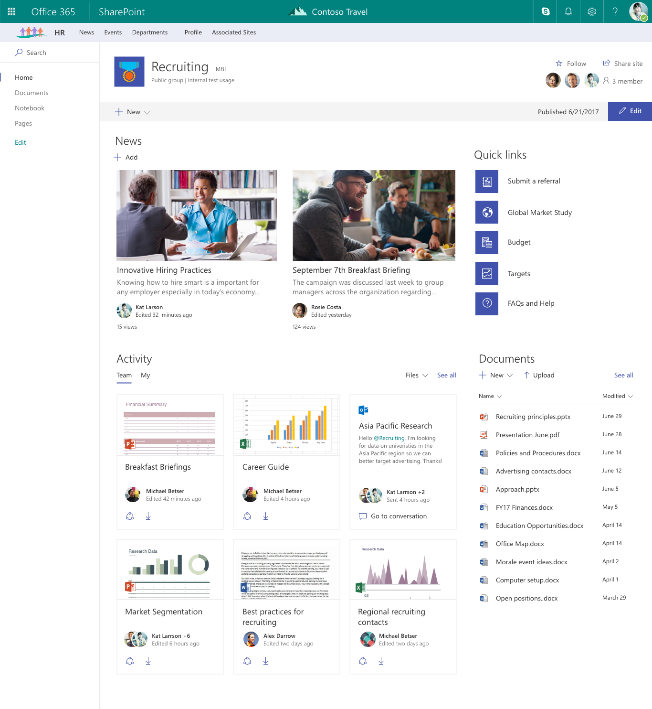 Office 365
SharePoint
Contoso Travel
?
HR
News
Events
Departments
Profile
Associated Sites
Search
Home
Documents
Notebook
Pages
Edit
Recruiting
MBI
Public group | Internal test usage
Follow
Share site
3 member
New
Published 6/21/2017
Edit
News
Add
Innovative Hiring Practices
Knowing how to hire smart is a important for
any employer especially in today's economy...
Kat Larson
Edited 32 minutes ago
15 views
September 7th Breakfast Briefing
The campaign was discussed last week to group
managers across the organization regarding...
Rosie Costa
Edited yesterday
124 views
Quick links
Submit a referral
Global Market Study
Budget
Targets
FAQs and Help
Activity
Team
My
Files
See all
Financial Summary
Breakfast Briefings
Michael Betser
Edited 42 minutes ago
Career Guide
Michael Betser
Edited 4 hours ago
Asia Pacific Research
Hello @Recruiting. I'm looking
for data on universities in the
Asia Pacific region so we can
better target advertising. Thanks!
Kat Larrson +2
Sent 4 hours ago
Go to conversation
Research Data
Market Segmentation
Kat Larrson +6
Edited 6 hours ago
Best practices for
recruiting
Alex Darrow
Edited two days ago
Research Data
Regional recruiting
contacts
Michael Betser
Edited two days ago
Documents
New
Upload
See all
Name
Modified
Recruiting principles.pptx
June 29
Presentation June.pdf
June 28
Policies and Procedures.docx
June 14
Advertising contacts.docx
June 12
Approach.pptx
June 5
FY17 Finances.docx
May 5
Education Opportunities.docx
April 14
Office Map.docx
April 14
Morale event ideas.docx
April 2
Computer setup.docx
April 1
Open positions..docx
March 29